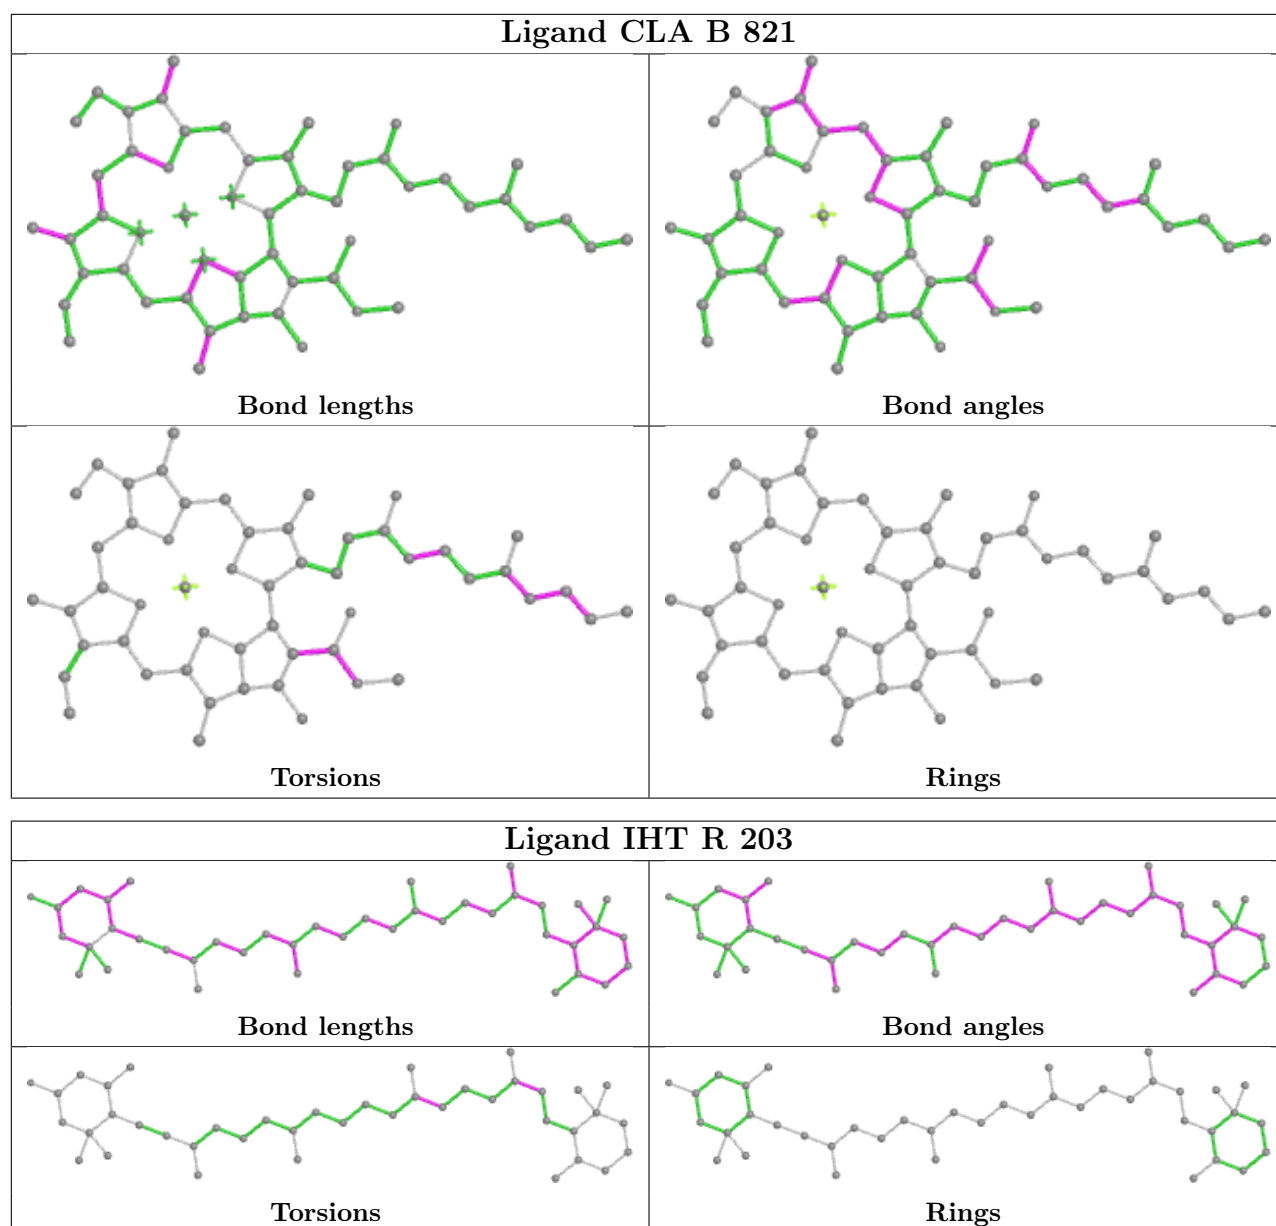 Ligand CLA B 821
Bond lengths
Bond angles
Torsions
Rings
Ligand IHT R 203
Bond lengths
Bond angles
Torsions
Rings